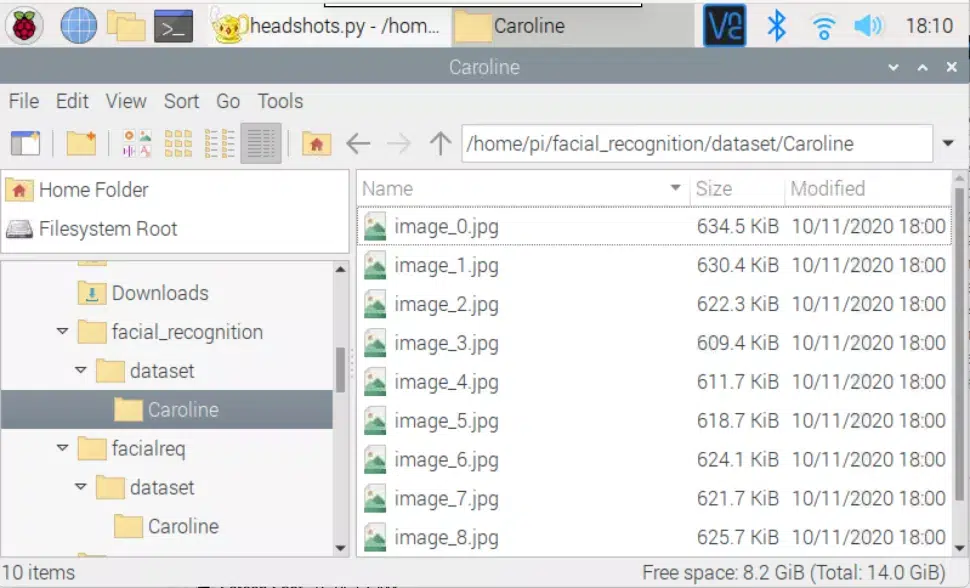 headshots.py - /hom... Caroline 18:10
Caroline
File Edit View Sort Go Tools
/home/pi/facial_recognition/dataset/Caroline
Home Folder
Filesystem Root
Downloads
facial_recognition
dataset
Caroline
facialreq
dataset
Caroline
Name Size Modified
image_0.jpg 634.5 KiB 10/11/2020 18:00
image_1.jpg 630.4 KiB 10/11/2020 18:00
image_2.jpg 622.3 KiB 10/11/2020 18:00
image_3.jpg 609.4 KiB 10/11/2020 18:00
image_4.jpg 611.7 KiB 10/11/2020 18:00
image_5.jpg 618.7 KiB 10/11/2020 18:00
image_6.jpg 624.1 KiB 10/11/2020 18:00
image_7.jpg 621.7 KiB 10/11/2020 18:00
image_8.jpg 625.7 KiB 10/11/2020 18:00
10 items Free space: 8.2 GiB (Total: 14.0 GiB)